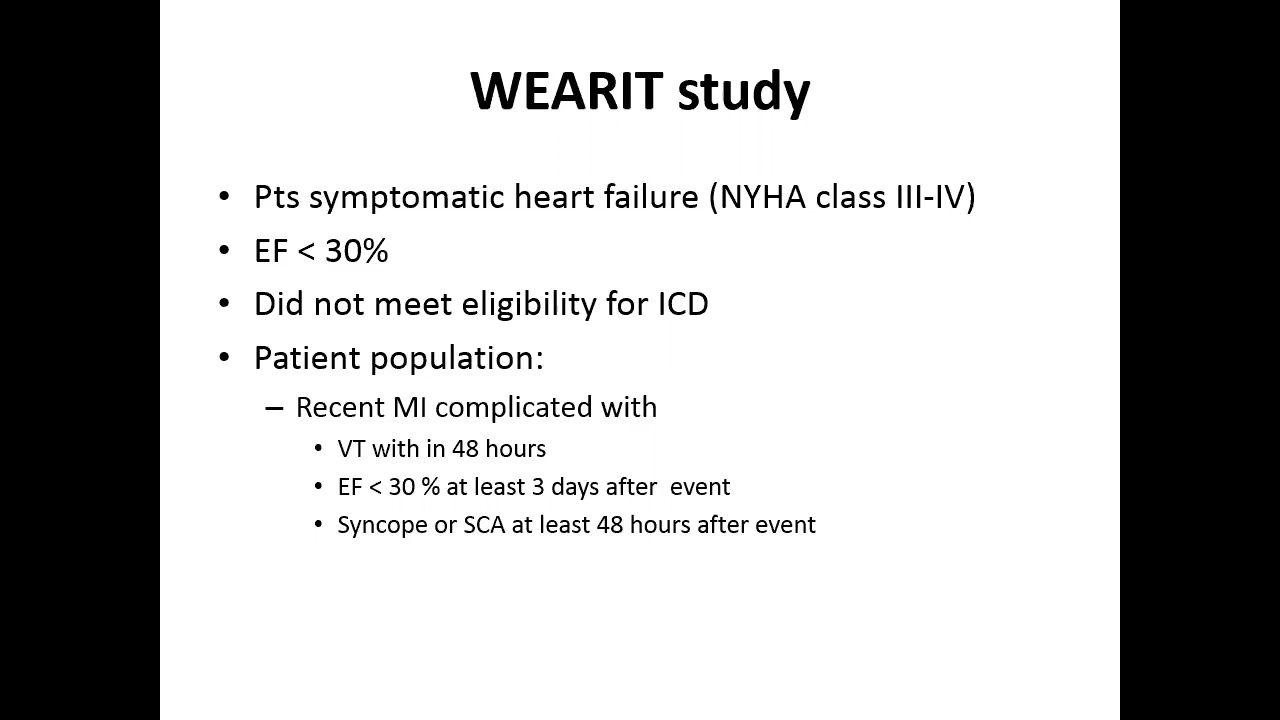 WEARIT study
• Pts symptomatic heart failure (NYHA class III-IV)
• EF < 30%
• Did not meet eligibility for ICD
• Patient population:
– Recent MI complicated with
• VT with in 48 hours
• EF < 30 % at least 3 days after  event
• Syncope or SCA at least 48 hours after event